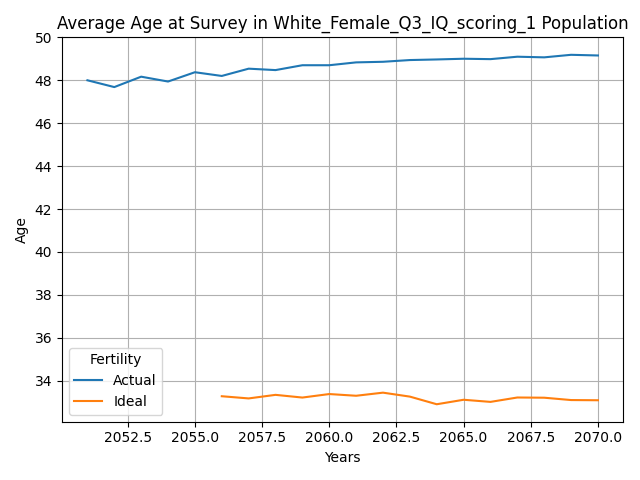 Average Age at Survey in White_Female_Q3_IQ_scoring_1 Population
50
48
46
44
42
40
38
36
34
Age
Fertility
Actual
Ideal
2052.5 2055.0 2057.5 2060.0 2062.5 2065.0 2067.5 2070.0
Years